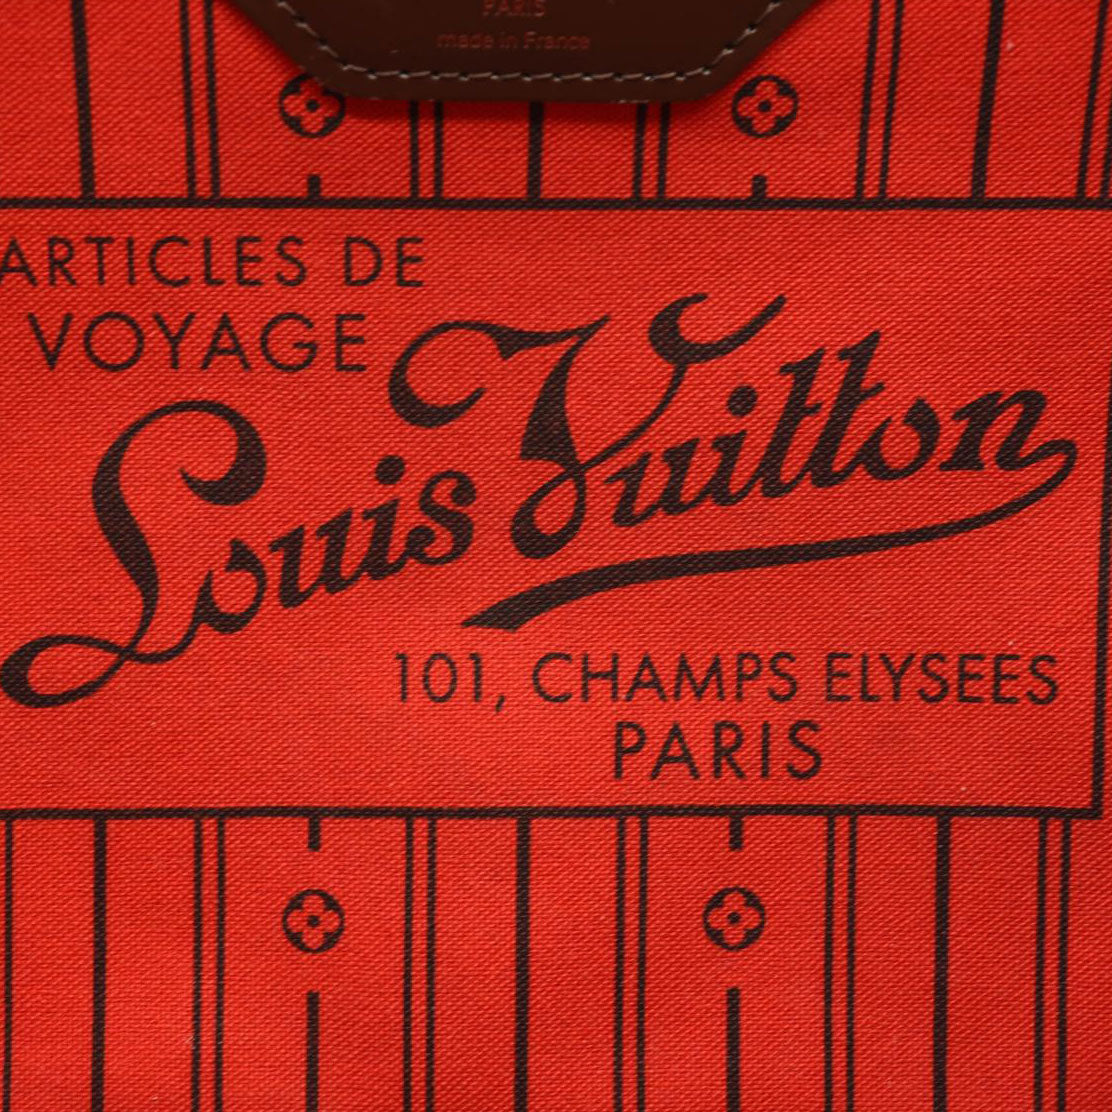 PARIS
made in France
ARTICLES DE
VOYAGE
Louis Vuitton
101, CHAMPS ELYSEES
PARIS